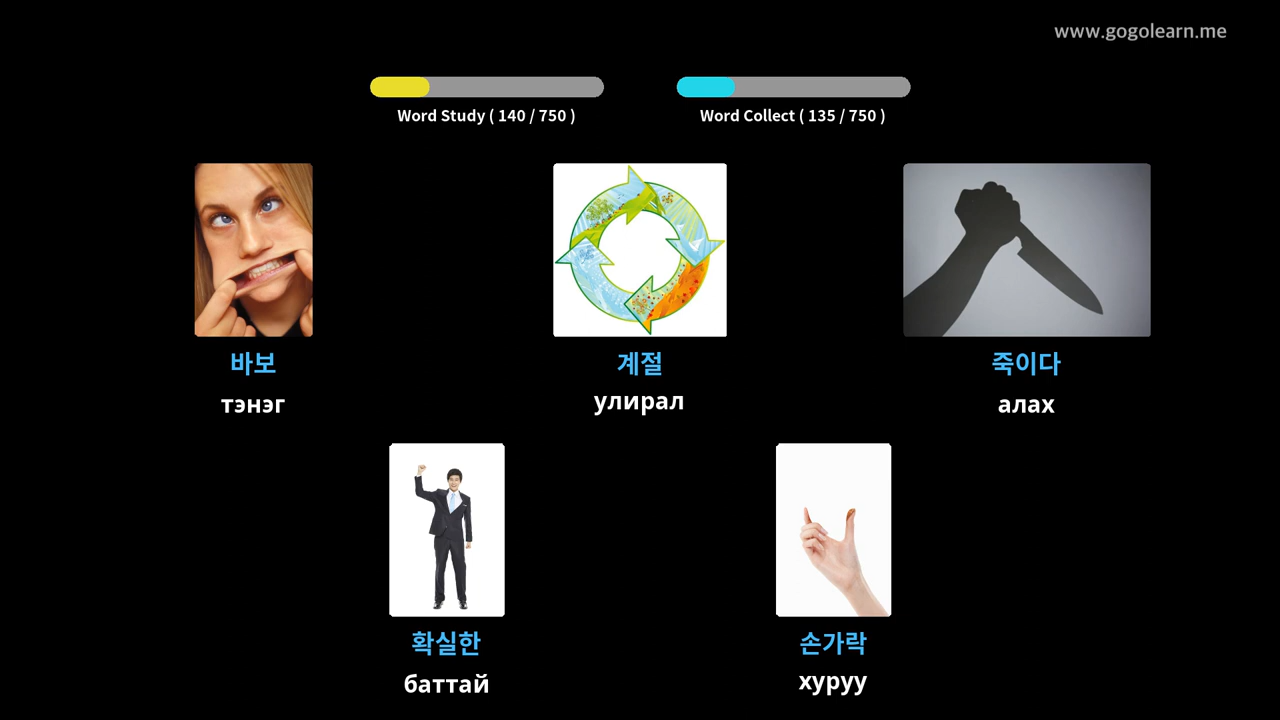 www.gogolearn.me
Word Study ( 140 / 750 )
Word Collect ( 135 / 750 )
바보
тэнэг
계절
улирал
죽이다
алах
확실한
баттай
손가락
хуруу